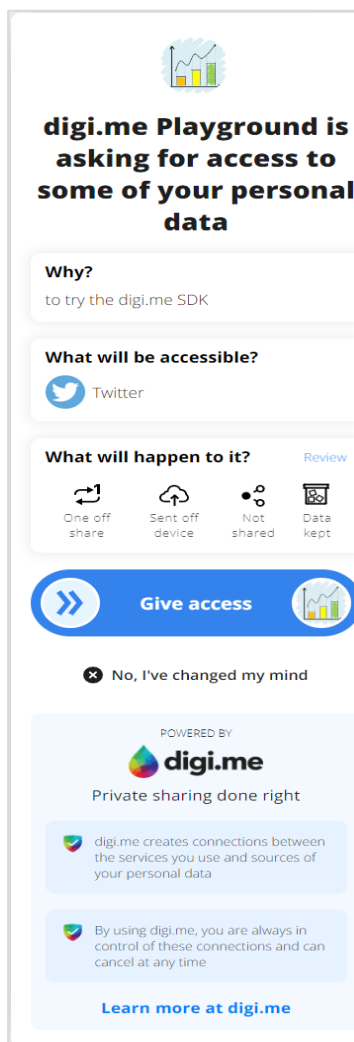 digi.me Playground is
asking for access to
some of your personal
data
Why?
to try the digi.me SDK
What will be accessible?
Twitter
What will happen to it?
Review
1
One off
share
Sent off
device
Not
shared
Data
kept
Give access
No, I've changed my mind
POWERED BY
digi.me
Private sharing done right
digi.me creates connections between
the services you use and sources of
your personal data
By using digi.me, you are always in
control of these connections and can
cancel at any time
Learn more at digi.me